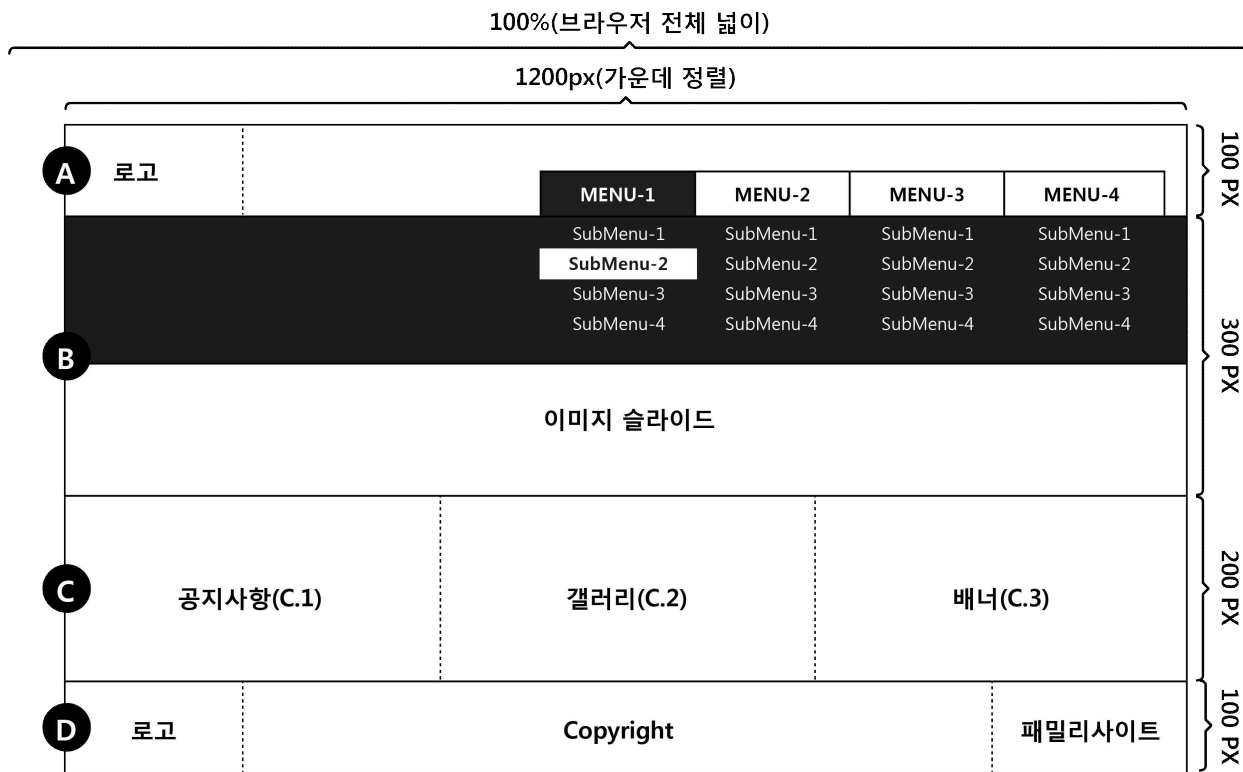 100%(브라우저 전체 넓이)
1200px(가운데 정렬)
A
로고
100 PX
MENU-1 MENU-2 MENU-3 MENU-4
SubMenu-1 SubMenu-1 SubMenu-1 SubMenu-1
SubMenu-2 SubMenu-2 SubMenu-2 SubMenu-2
SubMenu-3 SubMenu-3 SubMenu-3 SubMenu-3
SubMenu-4 SubMenu-4 SubMenu-4 SubMenu-4
B
300 PX
이미지 슬라이드
C
공지사항(C.1) 갤러리(C.2) 배너(C.3)
200 PX
D
로고 Copyright 패밀리사이트
100 PX